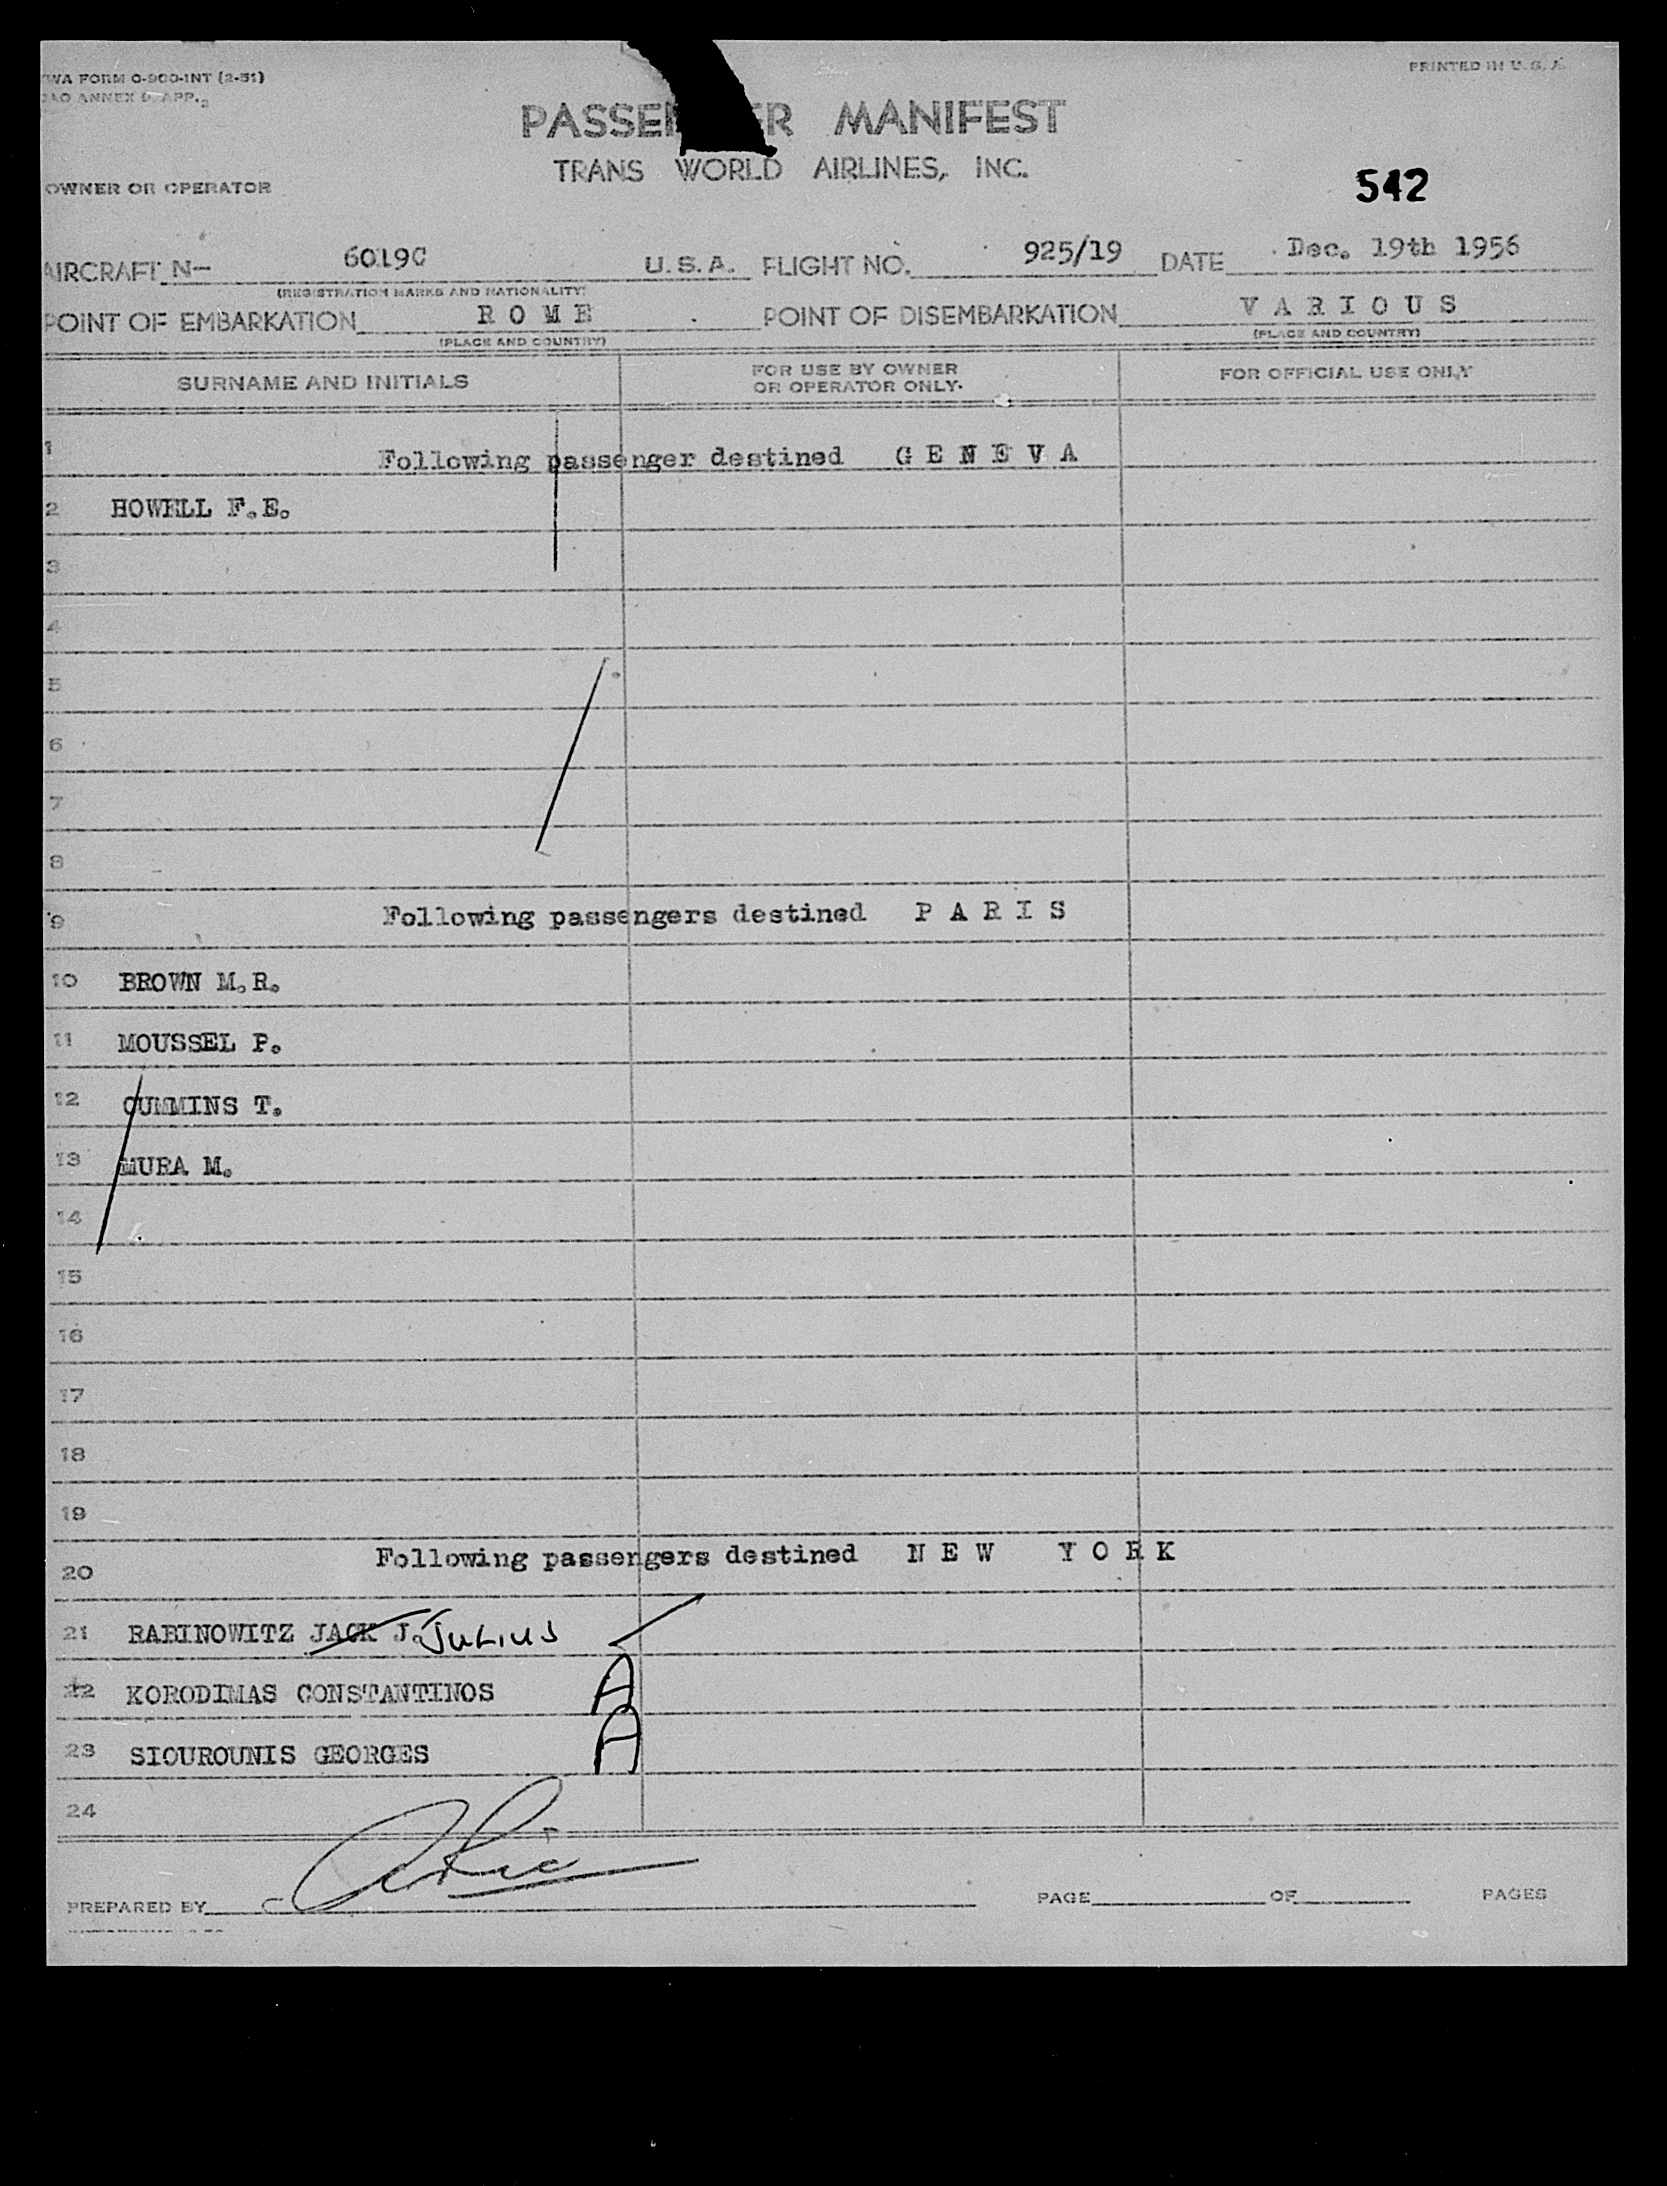 TWA FORM O-900-INT (2-51)
PRINTED IN U. S. A.
ANNEX APP.
MANIFEST
TRANS WORLD AIRLINES, INC.
OWNER OR OPERATOR
542
AIRCRAFT N- 6019C U. S. A. FLIGHT NO. 925/19 DATE Dec. 19th 1956
(REGISTRATION MARKS AND NATIONALITY)
POINT OF EMBARKATION R O M E POINT OF DISEMBARKATION V A R I O U S
(PLACE AND COUNTRY) (PLACE AND COUNTRY)
SURNAME AND INITIALS FOR USE BY OWNER OR OPERATOR ONLY. FOR OFFICIAL USE ONLY
1 Following passenger destined G E N E V A
2 HOWELL F.E.
3
4
5
6
7
8
9 Following passengers destined P A R I S
10 BROWN M.R.
11 MOUSSEL P.
12 CUMMINS T.
13 MURA M.
14
15
16
17
18
19
20 Following passengers destined N E W Y O R K
21 RABINOWITZ JACK J. JULIUS
22 KORODIMAS CONSTANTINOS A
23 SIOUROUNIS GEORGES A
24
PREPARED BY PAGE OF PAGES